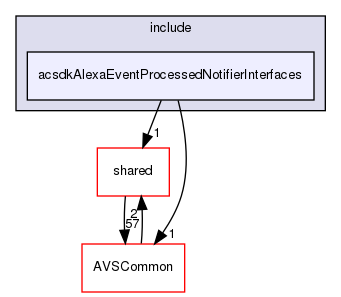 include
acsdkAlexaEventProcessedNotifierInterfaces
1
shared
2
57
1
AVSCommon